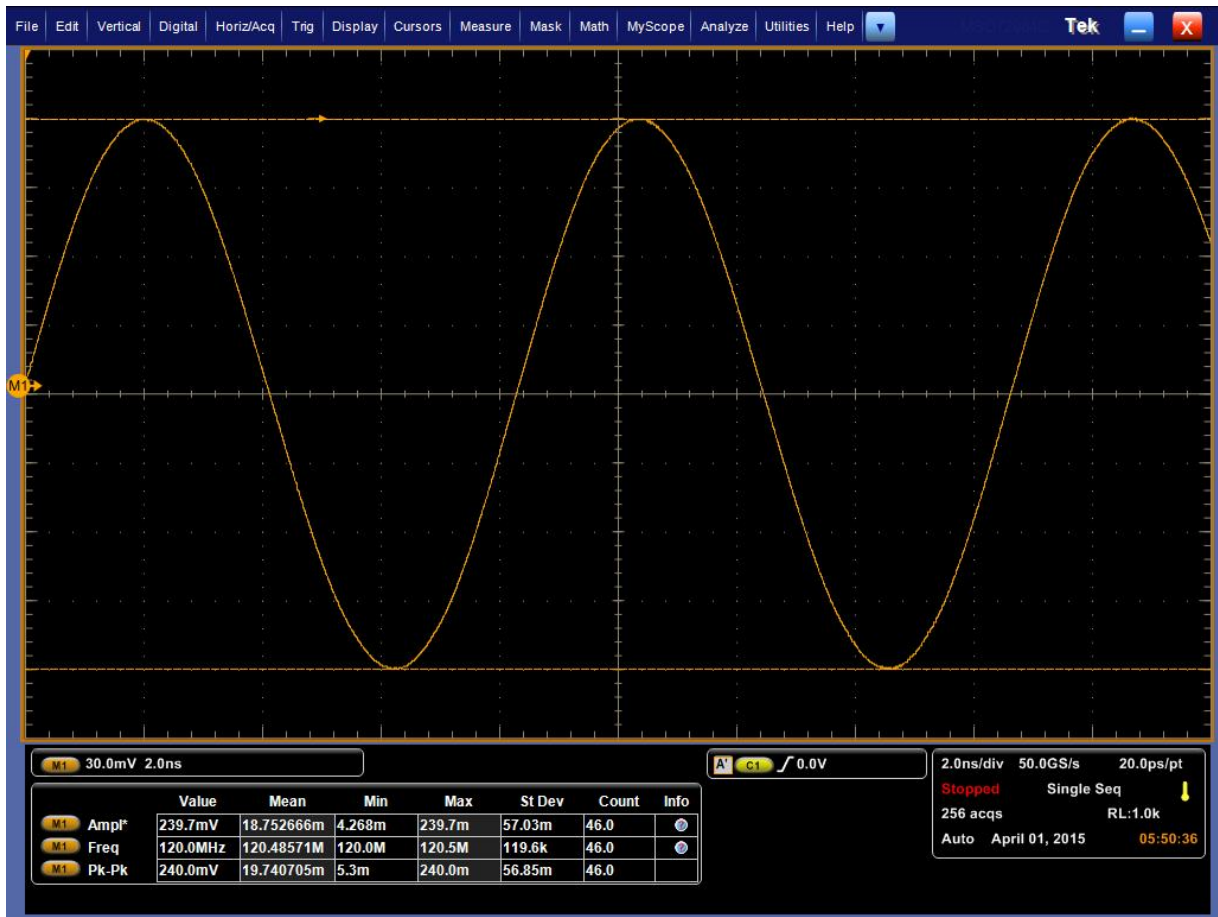 File Edit Vertical Digital Horiz/Acq Trig Display Cursors Measure Mask Math MyScope Analyze Utilities Help Tek X
M1
M1 30.0mV 2.0ns
A' C1 0.0V
2.0ns/div 50.0GS/s 20.0ps/pt
Stopped Single Seq
256 acqs RL:1.0k
Auto April 01, 2015 05:50:36
Value Mean Min Max St Dev Count Info
M1 Ampl* 239.7mV 18.752666m 4.268m 239.7m 57.03m 46.0
M1 Freq 120.0MHz 120.48571M 120.0M 120.5M 119.6k 46.0
M1 Pk-Pk 240.0mV 19.740705m 5.3m 240.0m 56.85m 46.0